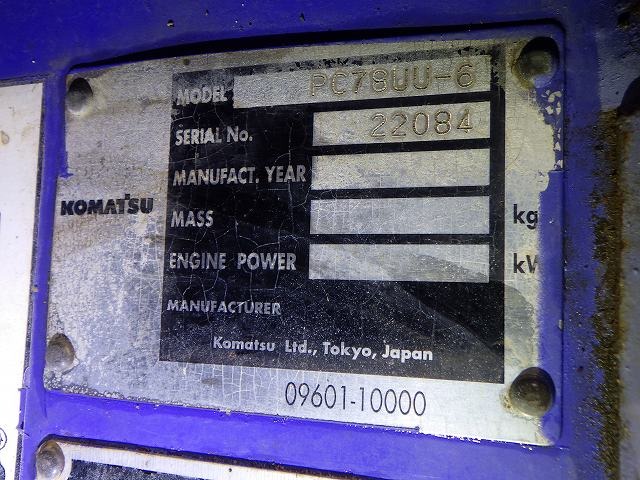 MODEL PC78UU-6
SERIAL No. 22084
MANUFACT. YEAR
KOMATSU
MASS kg
ENGINE POWER kW
MANUFACTURER
Komatsu Ltd., Tokyo, Japan
09601-10000